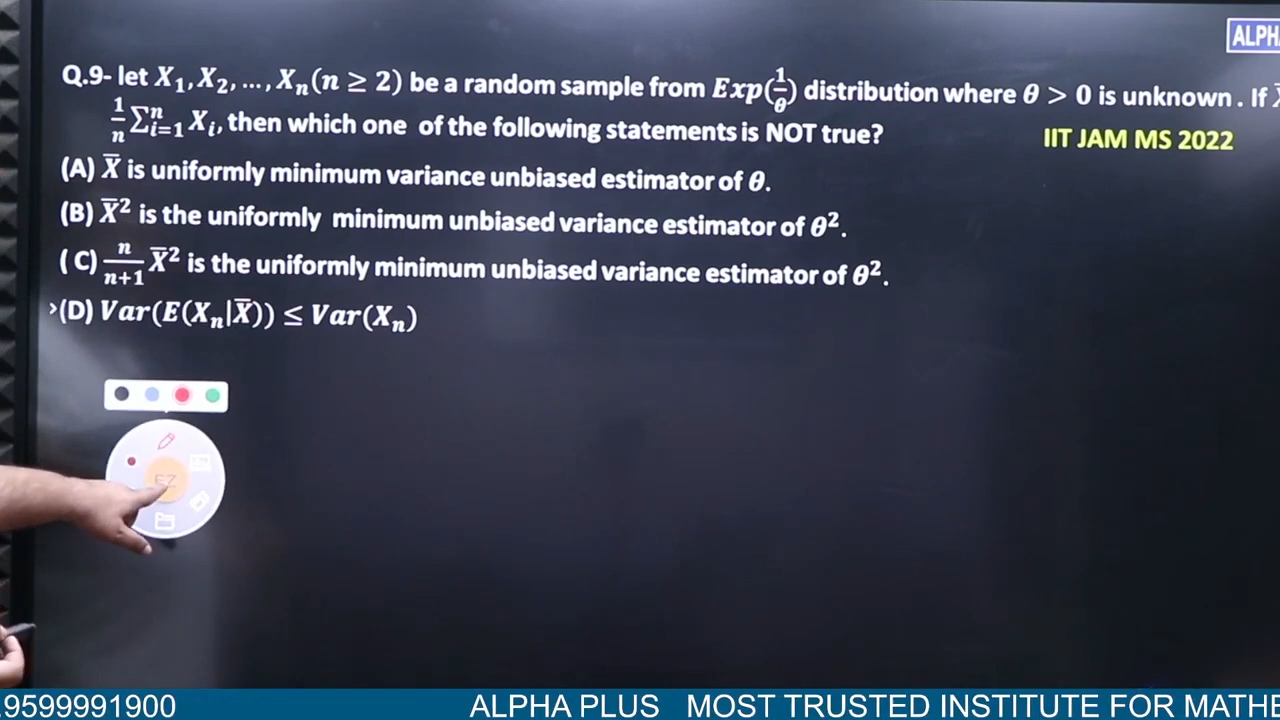 ALPH
Q.9- let X₁, X₂, ..., Xₙ(n ≥ 2) be a random sample from Exp(1/θ) distribution where θ > 0 is unknown . If X̅
1/n ∑ⁿᵢ₌₁ Xᵢ, then which one of the following statements is NOT true?
IIT JAM MS 2022
(A) X̅ is uniformly minimum variance unbiased estimator of θ.
(B) X̅² is the uniformly minimum unbiased variance estimator of θ².
( C) n/n+1 X̅² is the uniformly minimum unbiased variance estimator of θ².
›(D) Var(E(Xₙ|X̅)) ≤ Var(Xₙ)
EZ
.9599991900 ALPHA PLUS MOST TRUSTED INSTITUTE FOR MATHE